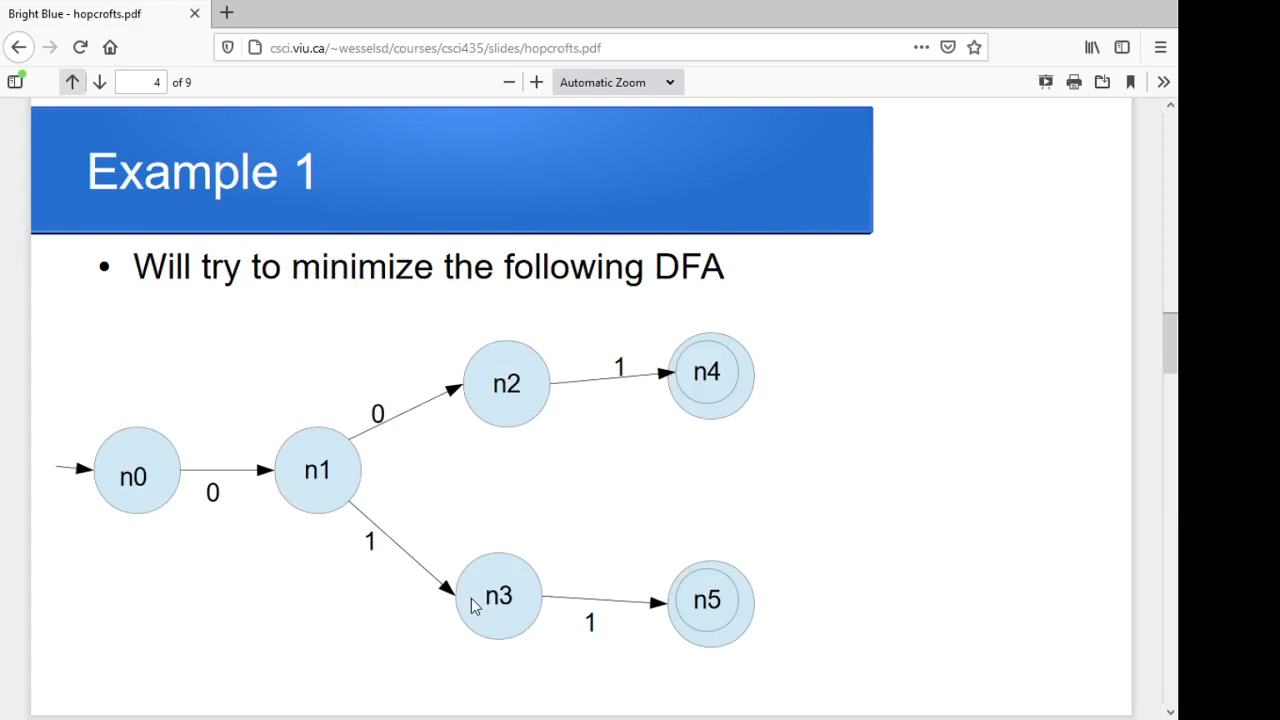 Bright Blue - hopcrofts.pdf
csci.viu.ca/~wesselsd/courses/csci435/slides/hopcrofts.pdf
4 of 9
Automatic Zoom
Example 1
• Will try to minimize the following DFA
n2
1
n4
0
n0
0
n1
1
n3
1
n5